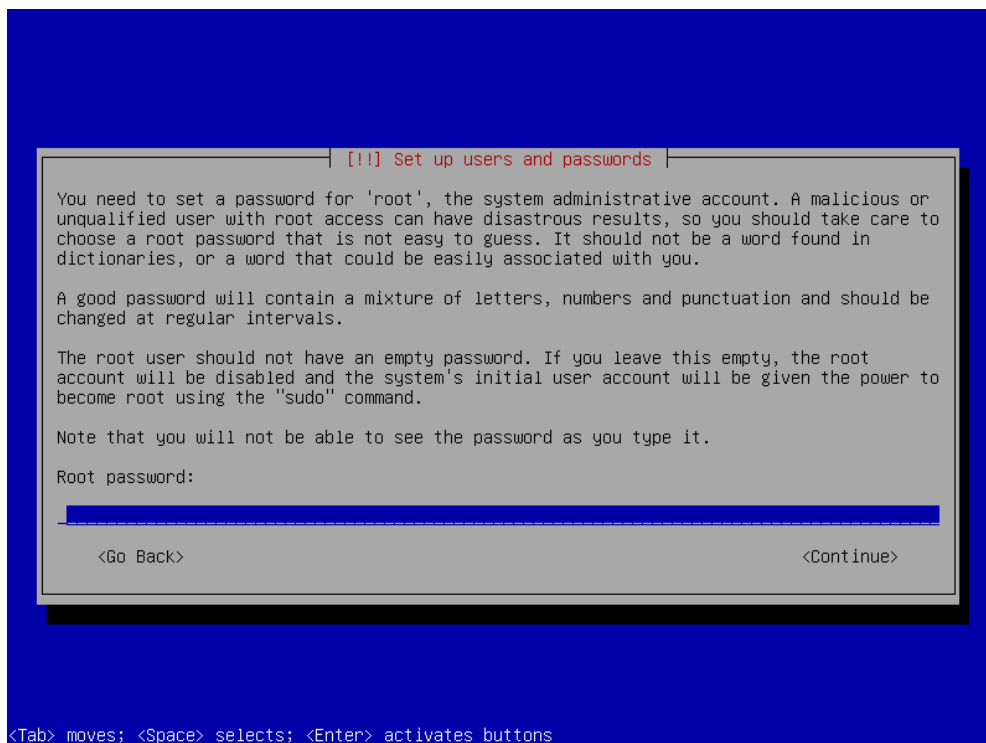 [!!] Set up users and passwords
You need to set a password for 'root', the system administrative account. A malicious or
unqualified user with root access can have disastrous results, so you should take care to
choose a root password that is not easy to guess. It should not be a word found in
dictionaries, or a word that could be easily associated with you.
A good password will contain a mixture of letters, numbers and punctuation and should be
changed at regular intervals.
The root user should not have an empty password. If you leave this empty, the root
account will be disabled and the system's initial user account will be given the power to
become root using the "sudo" command.
Note that you will not be able to see the password as you type it.
Root password:
<Go Back> <Continue>
<Tab> moves; <Space> selects; <Enter> activates buttons